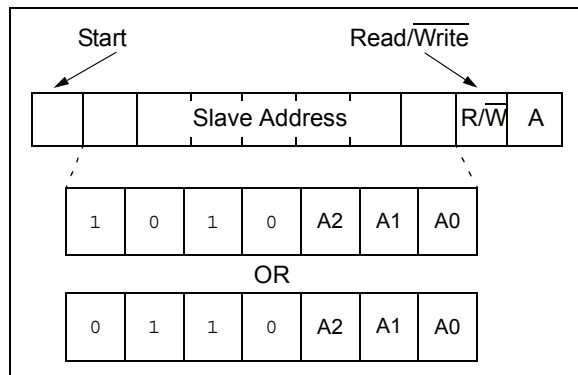 Start Read/Write
Slave Address R/W A
1 0 1 0 A2 A1 A0
OR
0 1 1 0 A2 A1 A0